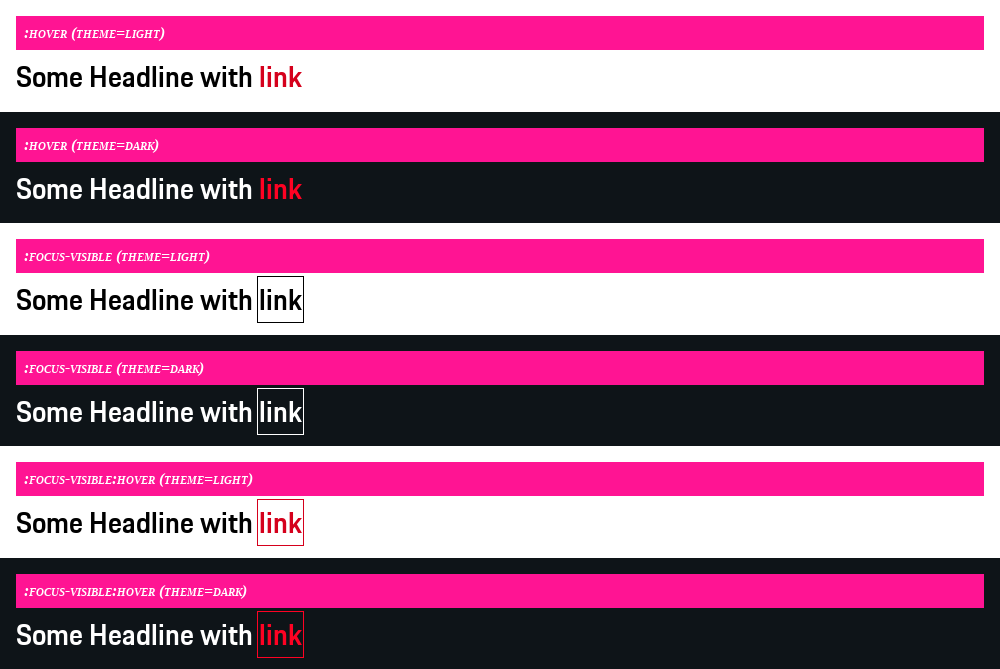 :hover (theme=light)
Some Headline with link
:hover (theme=dark)
Some Headline with link
:focus-visible (theme=light)
Some Headline with link
:focus-visible (theme=dark)
Some Headline with link
:focus-visible:hover (theme=light)
Some Headline with link
:focus-visible:hover (theme=dark)
Some Headline with link